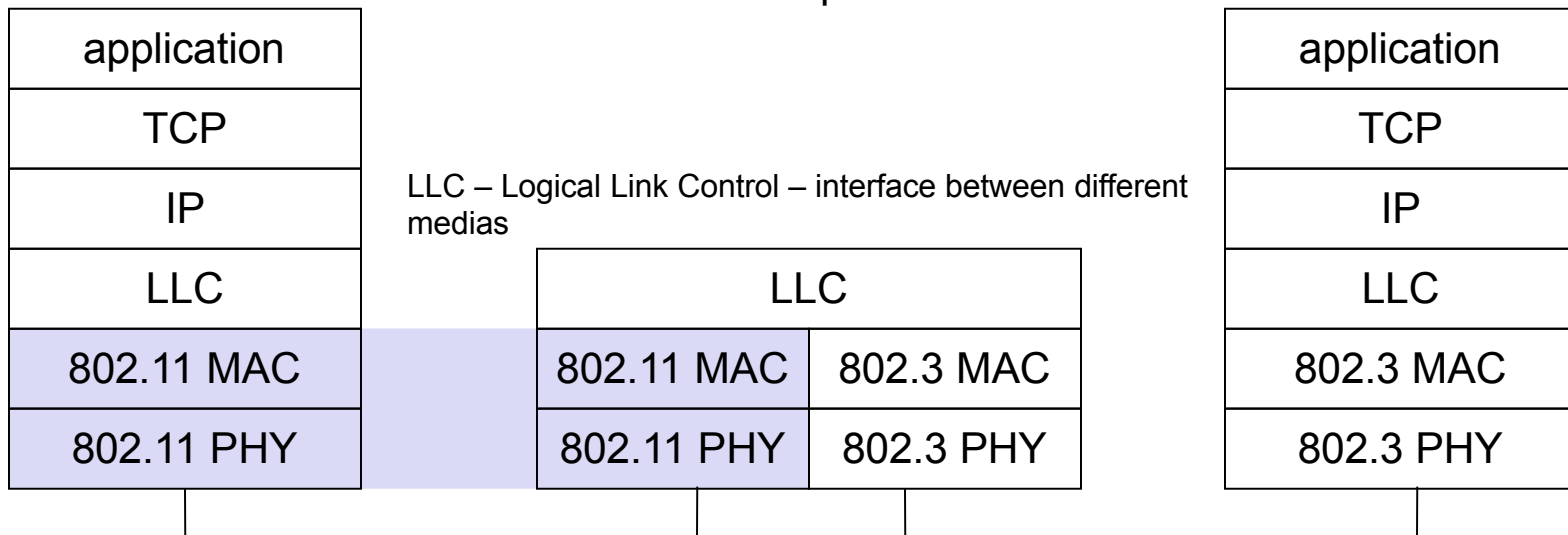 application
TCP
IP
LLC
802.11 MAC
802.11 PHY
LLC – Logical Link Control – interface between different
medias
LLC
802.11 MAC 802.3 MAC
802.11 PHY 802.3 PHY
application
TCP
IP
LLC
802.3 MAC
802.3 PHY